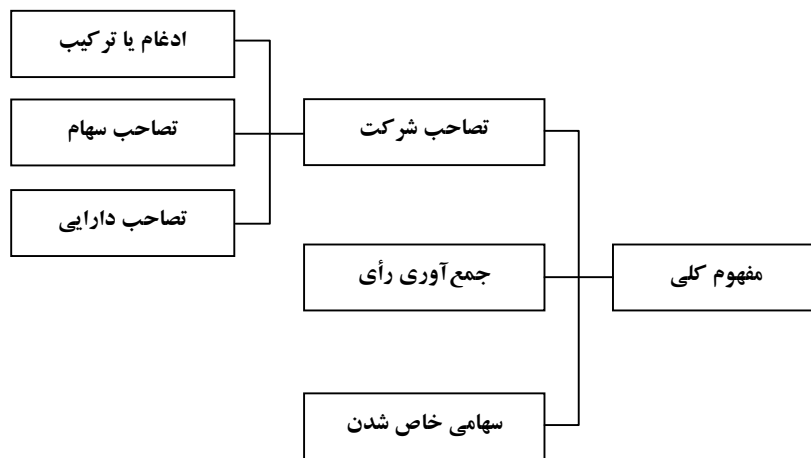 ادغام یا ترکیب
تصاحب سهام
تصاحب شرکت
تصاحب دارایی
جمع‌آوری رأی
مفهوم کلی
سهامی خاص شدن